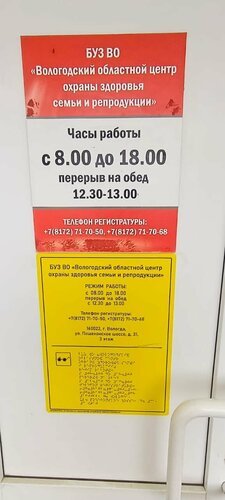 БУЗ ВО
«Вологодский областной центр
охраны здоровья
семьи и репродукции»
Часы работы
с 8.00 до 18.00
перерыв на обед
12.30-13.00
ТЕЛЕФОН РЕГИСТРАТУРЫ:
+7(8172) 71-70-50, +7(8172) 71-70-68
БУЗ ВО «Вологодский областной центр
охраны здоровья семьи и репродукции»
РЕЖИМ РАБОТЫ:
с 08.00 до 18.00
перерыв на обед
с 12.30 до 13.00
Телефон регистратуры:
+7(8172) 71-70-50, +7(8172) 71-70-68
160022, г. Вологда,
ул. Пошехонское шоссе, д. 31,
3 этаж